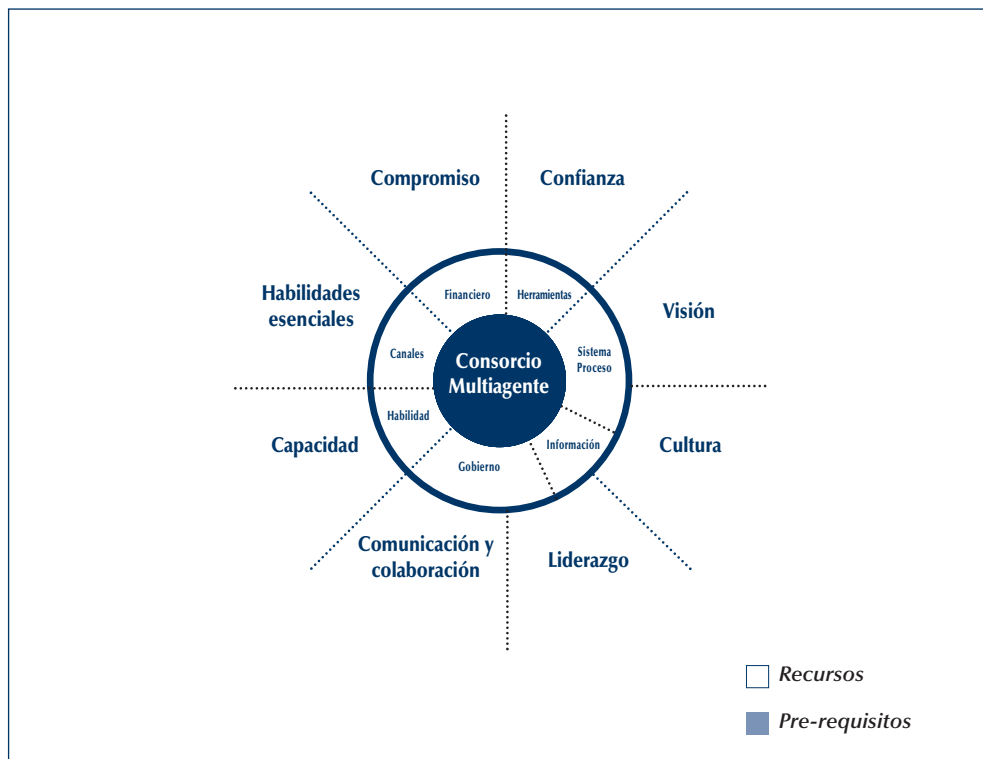 Compromiso
Confianza
Habilidades
esenciales
Financiero
Herramientas
Visión
Canales
Consorcio
Multiagente
Sistema
Proceso
Capacidad
Habilidad
Gobierno
Información
Cultura
Comunicación y
colaboración
Liderazgo
Recursos
Pre-requisitos